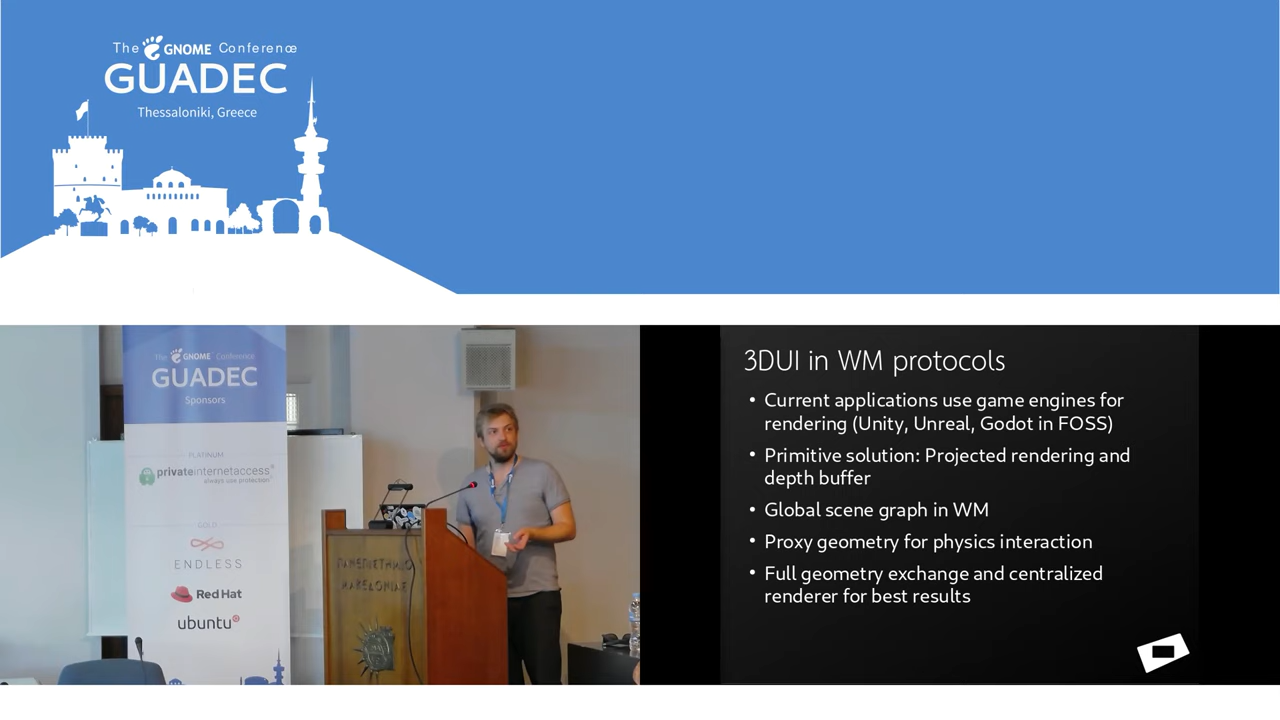 The GNOME Conference
GUADEC
Thessaloniki, Greece
The GNOME Conference
GUADEC
Sponsors
PLATINUM
privateinternetaccess®
always use protection
GOLD
ENDLESS
Red Hat
ubuntu
ΠΑΝΕΠΙΣΤΗΜΙΟ
ΜΑΚΕΔΟΝΙΑΣ
3DUI in WM protocols
• Current applications use game engines for
rendering (Unity, Unreal, Godot in FOSS)
• Primitive solution: Projected rendering and
depth buffer
• Global scene graph in WM
• Proxy geometry for physics interaction
• Full geometry exchange and centralized
renderer for best results